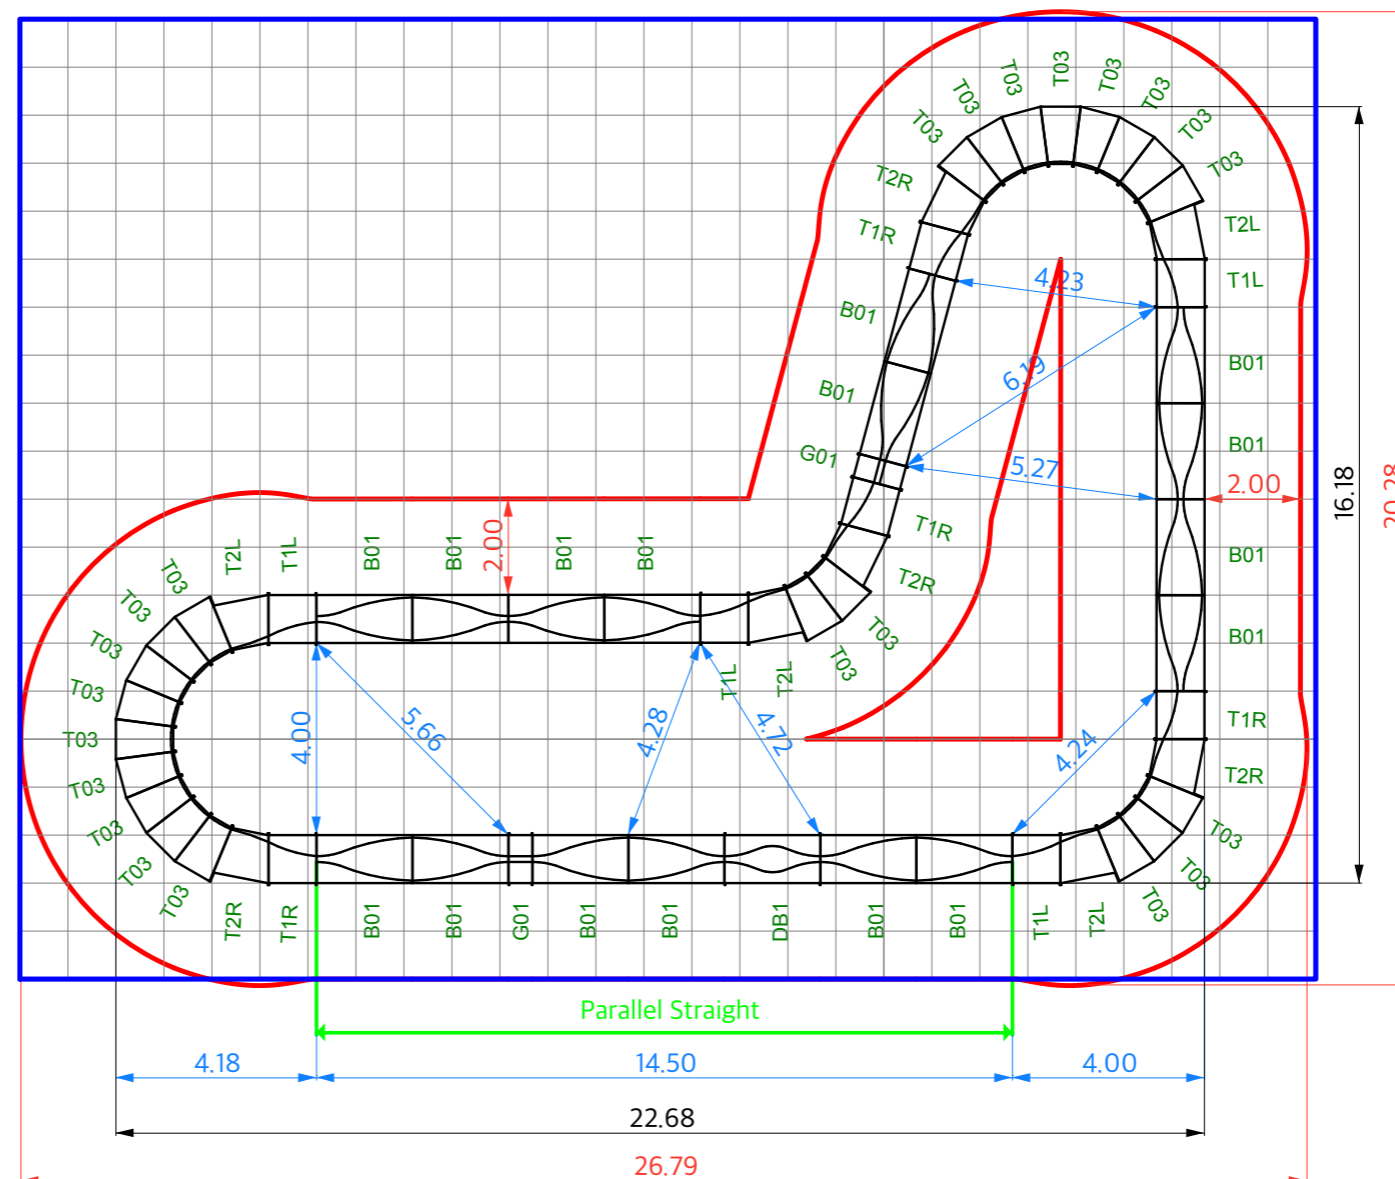 T03
T03
T03
T03
T03
T03
T03
T03
T2R
T1R
B01
B01
G01
T1R
T2R
T03
T03
T2L
T1L
B01
B01
B01
B01
T1R
T2R
T03
T03
T03
T2L
T1L
B01
B01
DB1
B01
B01
G01
B01
B01
T1R
T2R
T03
T03
T03
T03
T03
T03
T03
T03
T2L
T1L
B01
B01
B01
B01
T1L
T2L
4.23
6.19
5.27
2.00
16.18
20.28
2.00
4.00
5.66
4.28
4.72
4.24
Parallel Straight
4.18
14.50
4.00
22.68
26.79